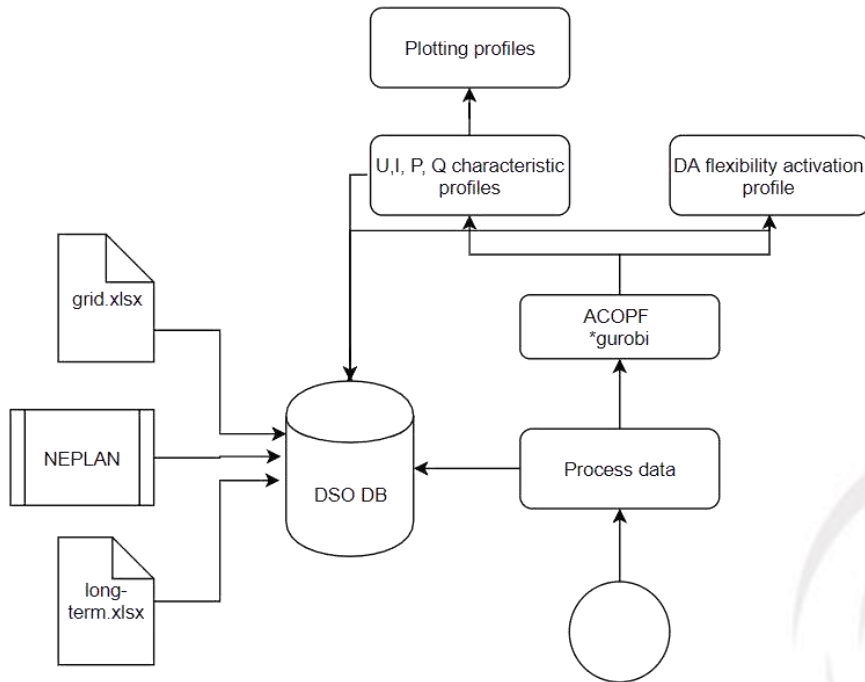 Plotting profiles
U,I, P, Q characteristic
profiles
DA flexibility activation
profile
grid.xlsx
ACOPF
*gurobi
NEPLAN
DSO DB
Process data
long-
term.xlsx